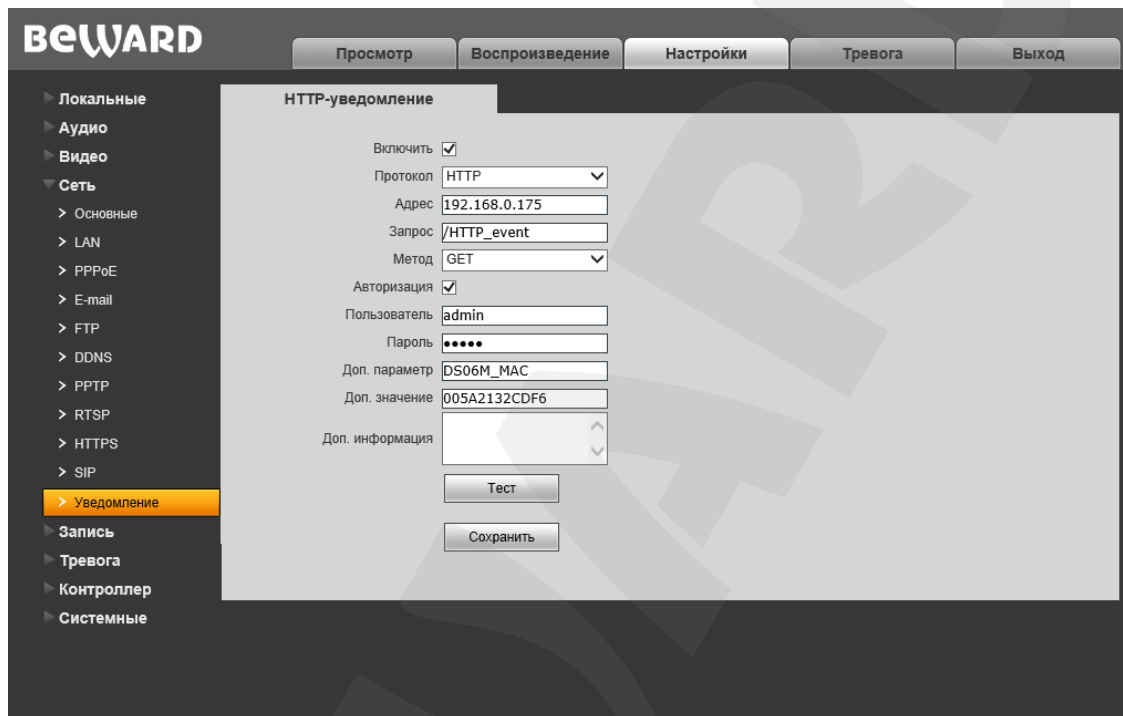 BEWARD
Просмотр
Воспроизведение
Настройки
Тревога
Выход
Локальные
Аудио
Видео
Сеть
Основные
LAN
PPPoE
E-mail
FTP
DDNS
PPTP
RTSP
HTTPS
SIP
Уведомление
Запись
Тревога
Контроллер
Системные
HTTP-уведомление
Включить
Протокол HTTP
Адрес 192.168.0.175
Запрос /HTTP_event
Метод GET
Авторизация
Пользователь admin
Пароль •••••
Доп. параметр DS06M_MAC
Доп. значение 005A2132CDF6
Доп. информация
Тест
Сохранить